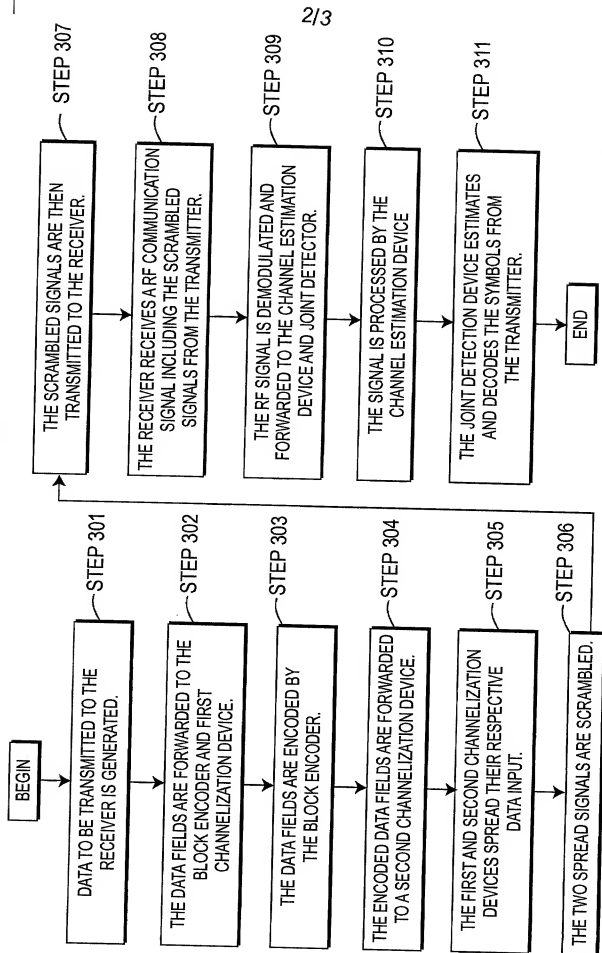 2/3
BEGIN
DATA TO BE TRANSMITTED TO THE
RECEIVER IS GENERATED.
STEP 301
THE DATA FIELDS ARE FORWARDED TO THE
BLOCK ENCODER AND FIRST
CHANNELIZATION DEVICE.
STEP 302
THE DATA FIELDS ARE ENCODED BY
THE BLOCK ENCODER.
STEP 303
THE ENCODED DATA FIELDS ARE FORWARDED
TO A SECOND CHANNELIZATION DEVICE.
STEP 304
THE FIRST AND SECOND CHANNELIZATION
DEVICES SPREAD THEIR RESPECTIVE
DATA INPUT.
STEP 305
THE TWO SPREAD SIGNALS ARE SCRAMBLED.
STEP 306
THE SCRAMBLED SIGNALS ARE THEN
TRANSMITTED TO THE RECEIVER.
STEP 307
THE RECEIVER RECEIVES A RF COMMUNICATION
SIGNAL INCLUDING THE SCRAMBLED
SIGNALS FROM THE TRANSMITTER.
STEP 308
THE RF SIGNAL IS DEMODULATED AND
FORWARDED TO THE CHANNEL ESTIMATION
DEVICE AND JOINT DETECTOR.
STEP 309
THE SIGNAL IS PROCESSED BY THE
CHANNEL ESTIMATION DEVICE
STEP 310
THE JOINT DETECTION DEVICE ESTIMATES
AND DECODES THE SYMBOLS FROM
THE TRANSMITTER.
STEP 311
END